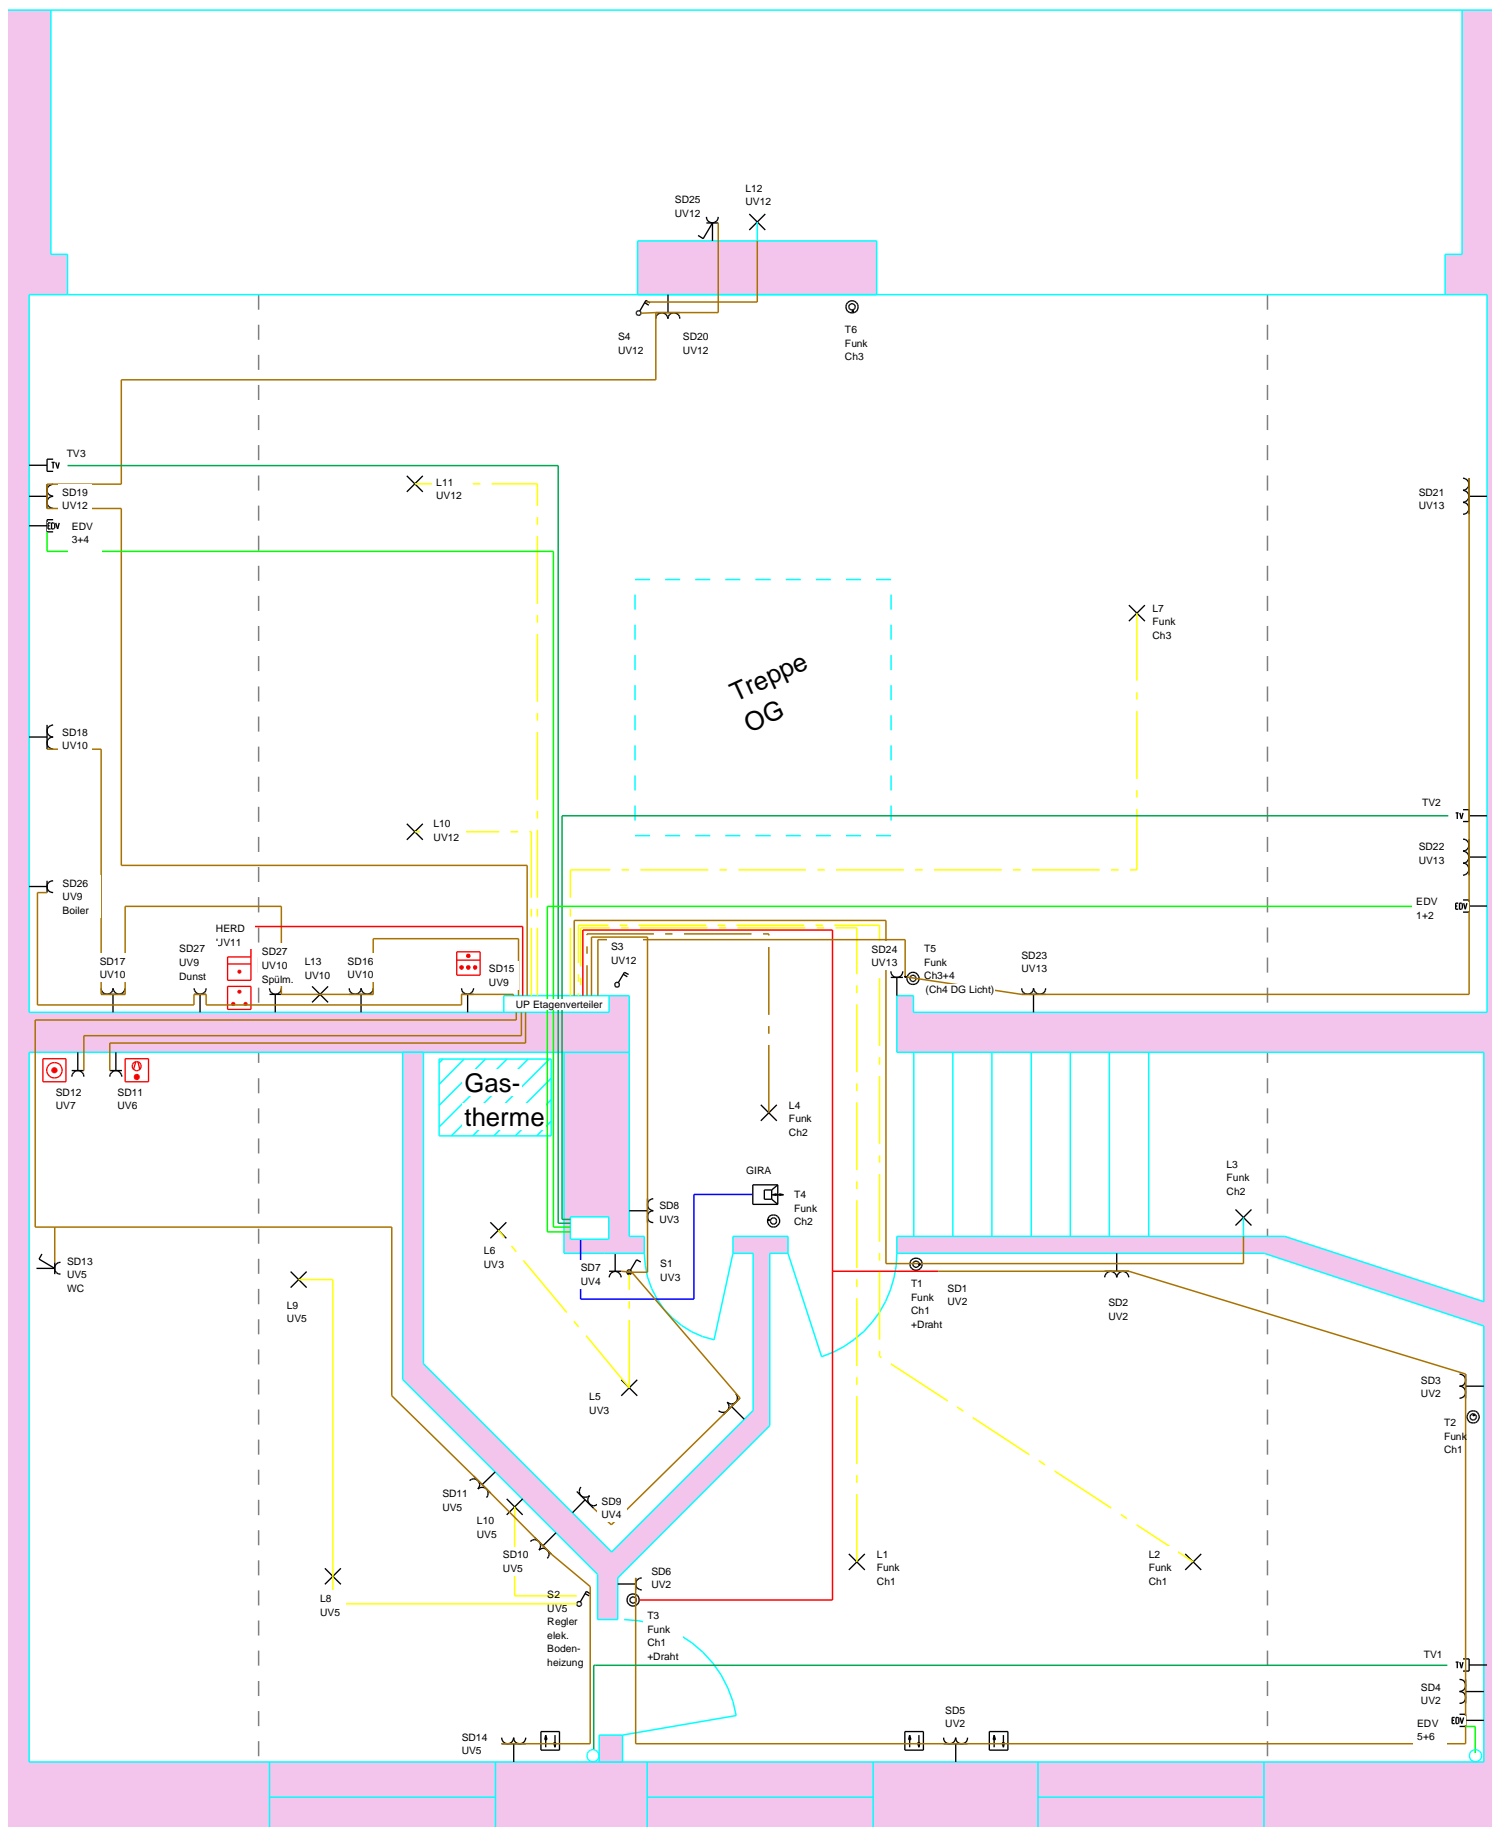 SD25
UV12
L12
UV12
S4
UV12
SD20
UV12
T6
Funk
Ch3
TV3
TV
SD19
UV12
EDV
EDV
3+4
L11
UV12
SD21
UV13
L7
Funk
Ch3
Treppe
OG
SD18
UV10
L10
UV12
TV2
TV
SD22
UV13
EDV
1+2
EDV
SD26
UV9
Boiler
HERD
'JV11
SD17
UV10
SD27
UV9
Dunst
SD27
UV10
Spülm.
L13
UV10
SD16
UV10
SD15
UV9
S3
UV12
SD24
UV13
T5
Funk
Ch3+4
(Ch4 DG Licht)
SD23
UV13
UP Etagenverteiler
SD12
UV7
SD11
UV6
Gas-
therme
L4
Funk
Ch2
GIRA
T4
Funk
Ch2
L3
Funk
Ch2
SD8
UV3
L6
UV3
SD7
UV4
S1
UV3
SD13
UV5
WC
L9
UV5
T1
Funk
Ch1
+Draht
SD1
UV2
SD2
UV2
SD3
UV2
T2
Funk
Ch1
L5
UV3
SD11
UV5
L10
UV5
SD9
UV4
SD10
UV5
L1
Funk
Ch1
L2
Funk
Ch1
SD6
UV2
L8
UV5
S2
UV5
Regler
elek.
Boden-
heizung
T3
Funk
Ch1
+Draht
TV1
TV
SD4
UV2
EDV
EDV
5+6
SD14
UV5
SD5
UV2